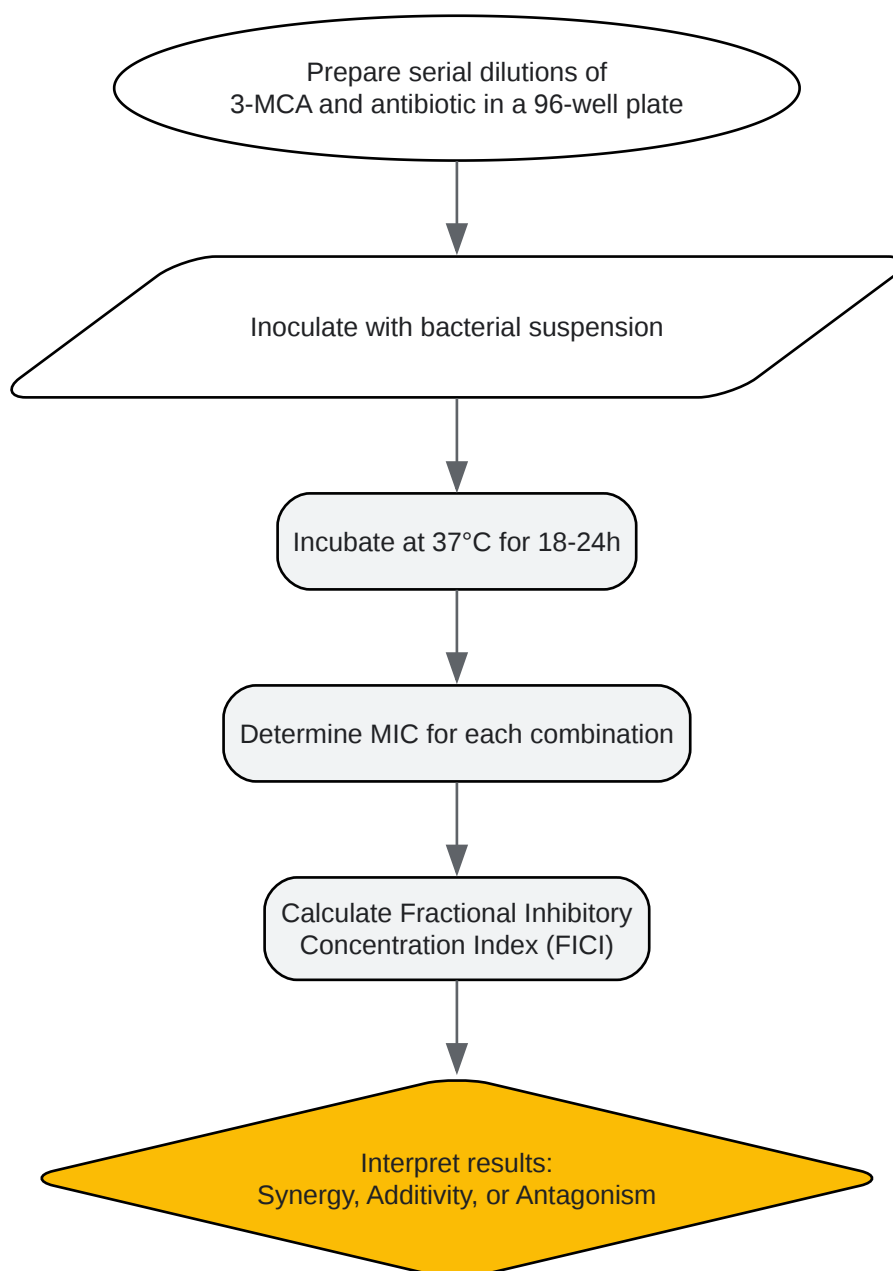 Prepare serial dilutions of
3-MCA and antibiotic in a 96-well plate
Inoculate with bacterial suspension
Incubate at 37°C for 18-24h
Determine MIC for each combination
Calculate Fractional Inhibitory
Concentration Index (FICI)
Interpret results:
Synergy, Additivity, or Antagonism